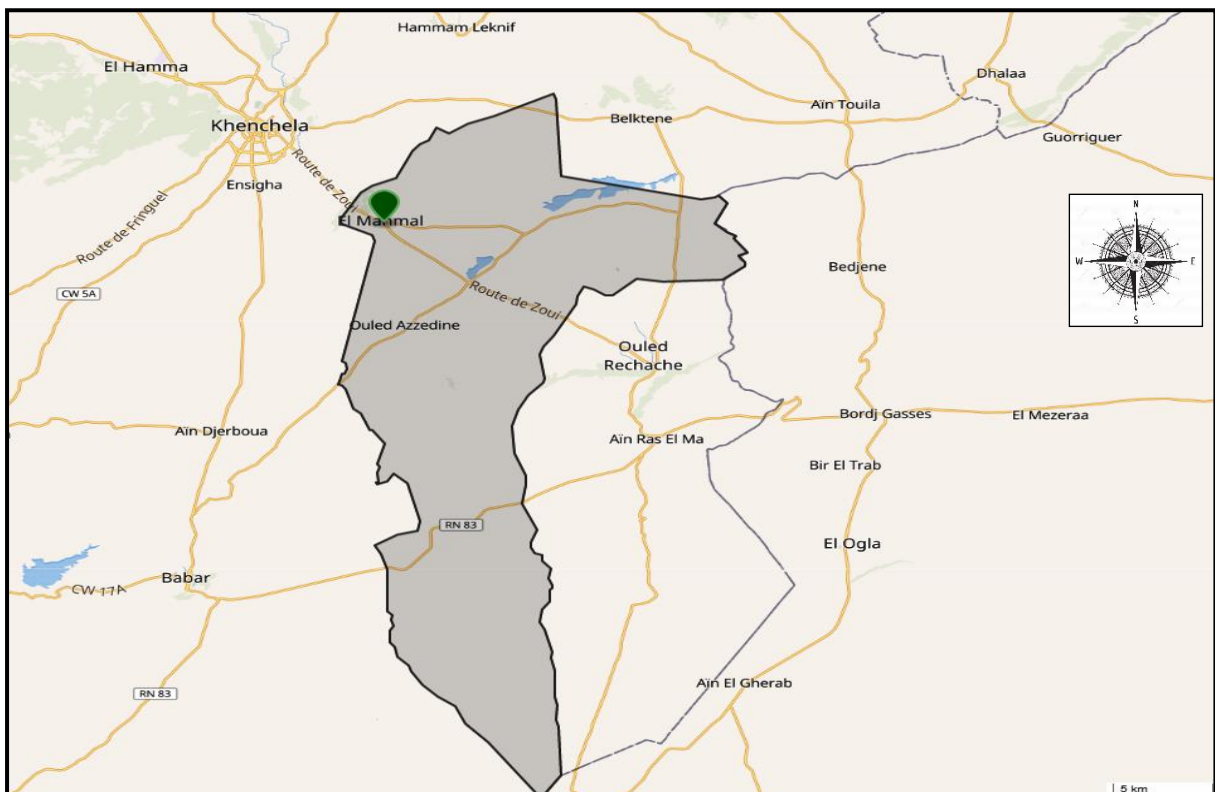 Hammam Leknif
El Hamma
Dhalaa
Aïn Touila
Khenchela
Belktene
Guorriguer
Route de Zoui
Ensigha
N
El Mahmal
Route de Fringuel
W
E
Bedjene
CW 5A
Route de Zoui
S
Ouled Azzedine
Ouled
Rechache
Bordj Gasses
El Mezeraa
Aïn Djerboua
Aïn Ras El Ma
Bir El Trab
RN 83
El Ogla
Babar
CW 17A
Aïn El Gherab
RN 83
5 km